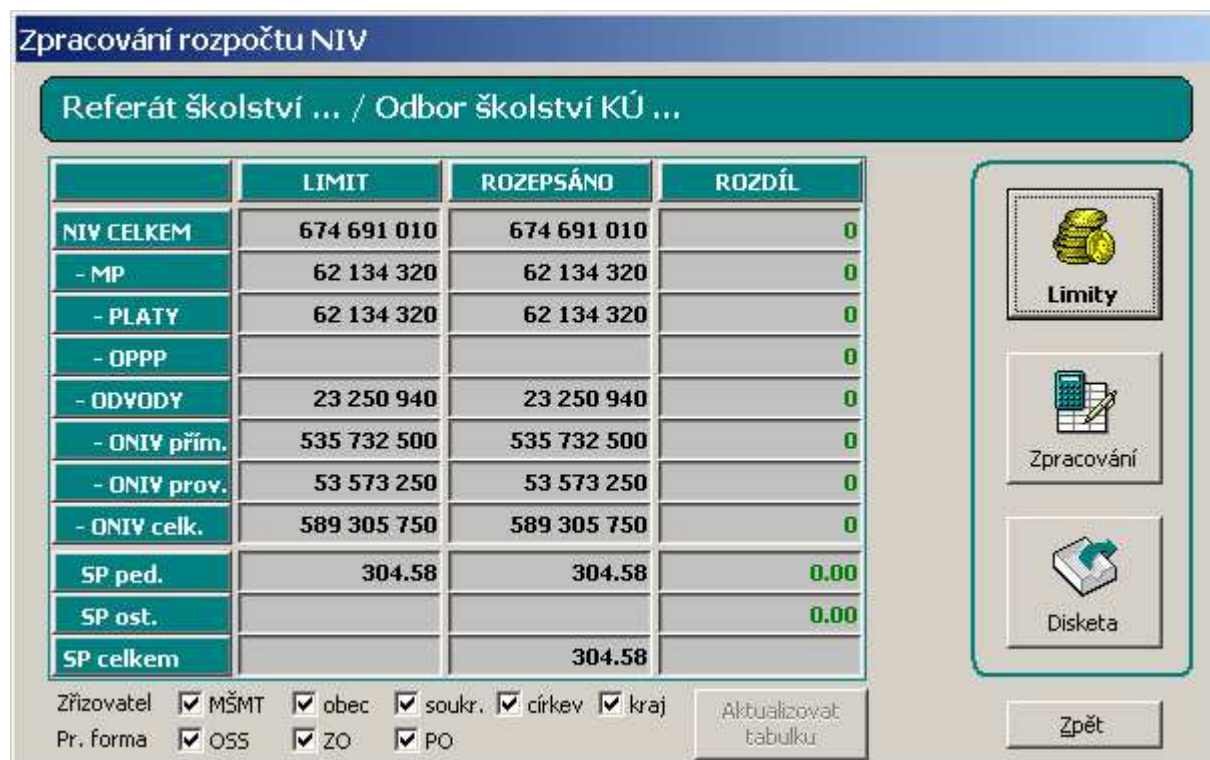 Zpracování rozpočtu NIV
Referát školství ... / Odbor školství KÚ ...
LIMIT ROZEPSÁNO ROZDÍL
NIV CELKEM 674 691 010 674 691 010 0
- MP 62 134 320 62 134 320 0
- PLATY 62 134 320 62 134 320 0
- OPPP 0
- ODVODY 23 250 940 23 250 940 0
- ONIV přím. 535 732 500 535 732 500 0
- ONIV prov. 53 573 250 53 573 250 0
- ONIV celk. 589 305 750 589 305 750 0
SP ped. 304.58 304.58 0.00
SP ost. 0.00
SP celkem 304.58
Zřizovatel MŠMT obec soukr. církev kraj
Pr. forma OSS ZO PO
Aktualizovat
tabulku
Limity
Zpracování
Disketa
Zpět